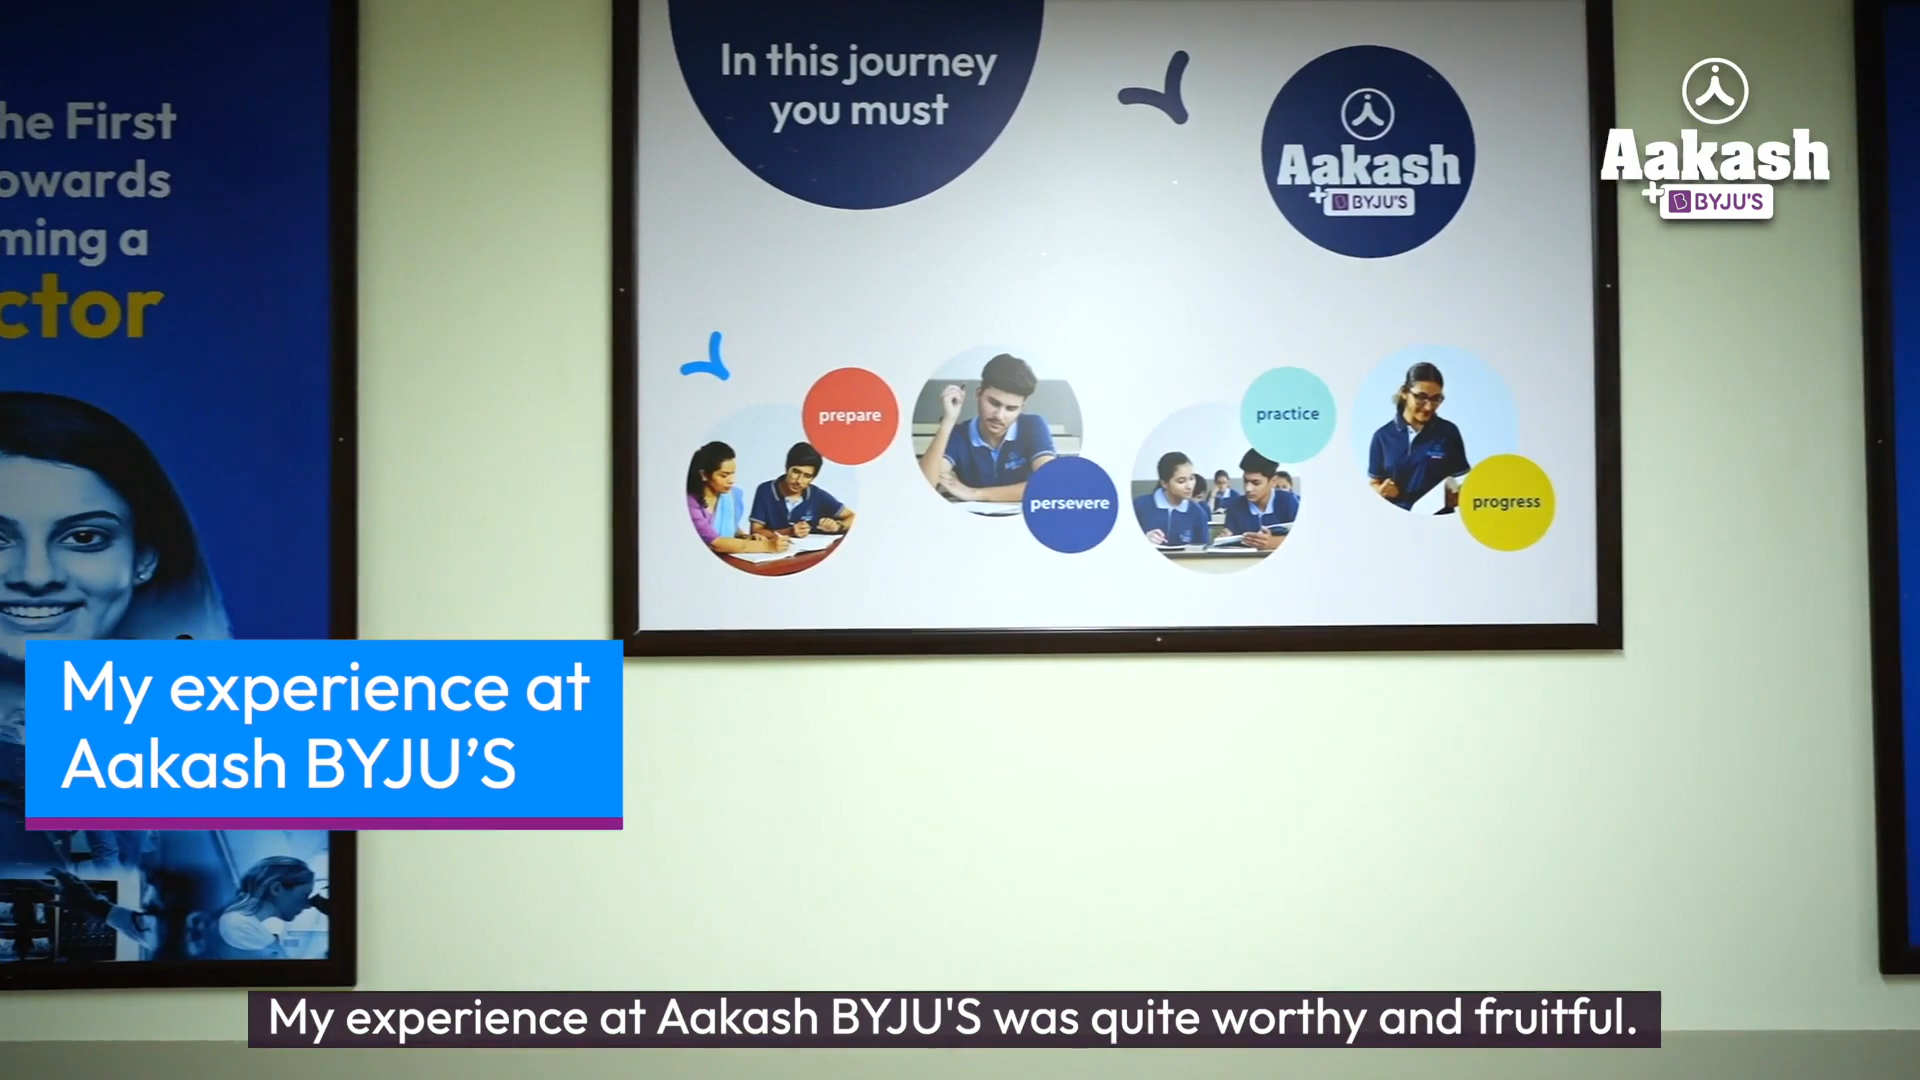 he First
owards
ming a
ctor
In this journey
you must
Aakash
+ BYJU'S
prepare
persevere
practice
progress
Aakash
+ BYJU'S
My experience at
Aakash BYJU’S
My experience at Aakash BYJU'S was quite worthy and fruitful.